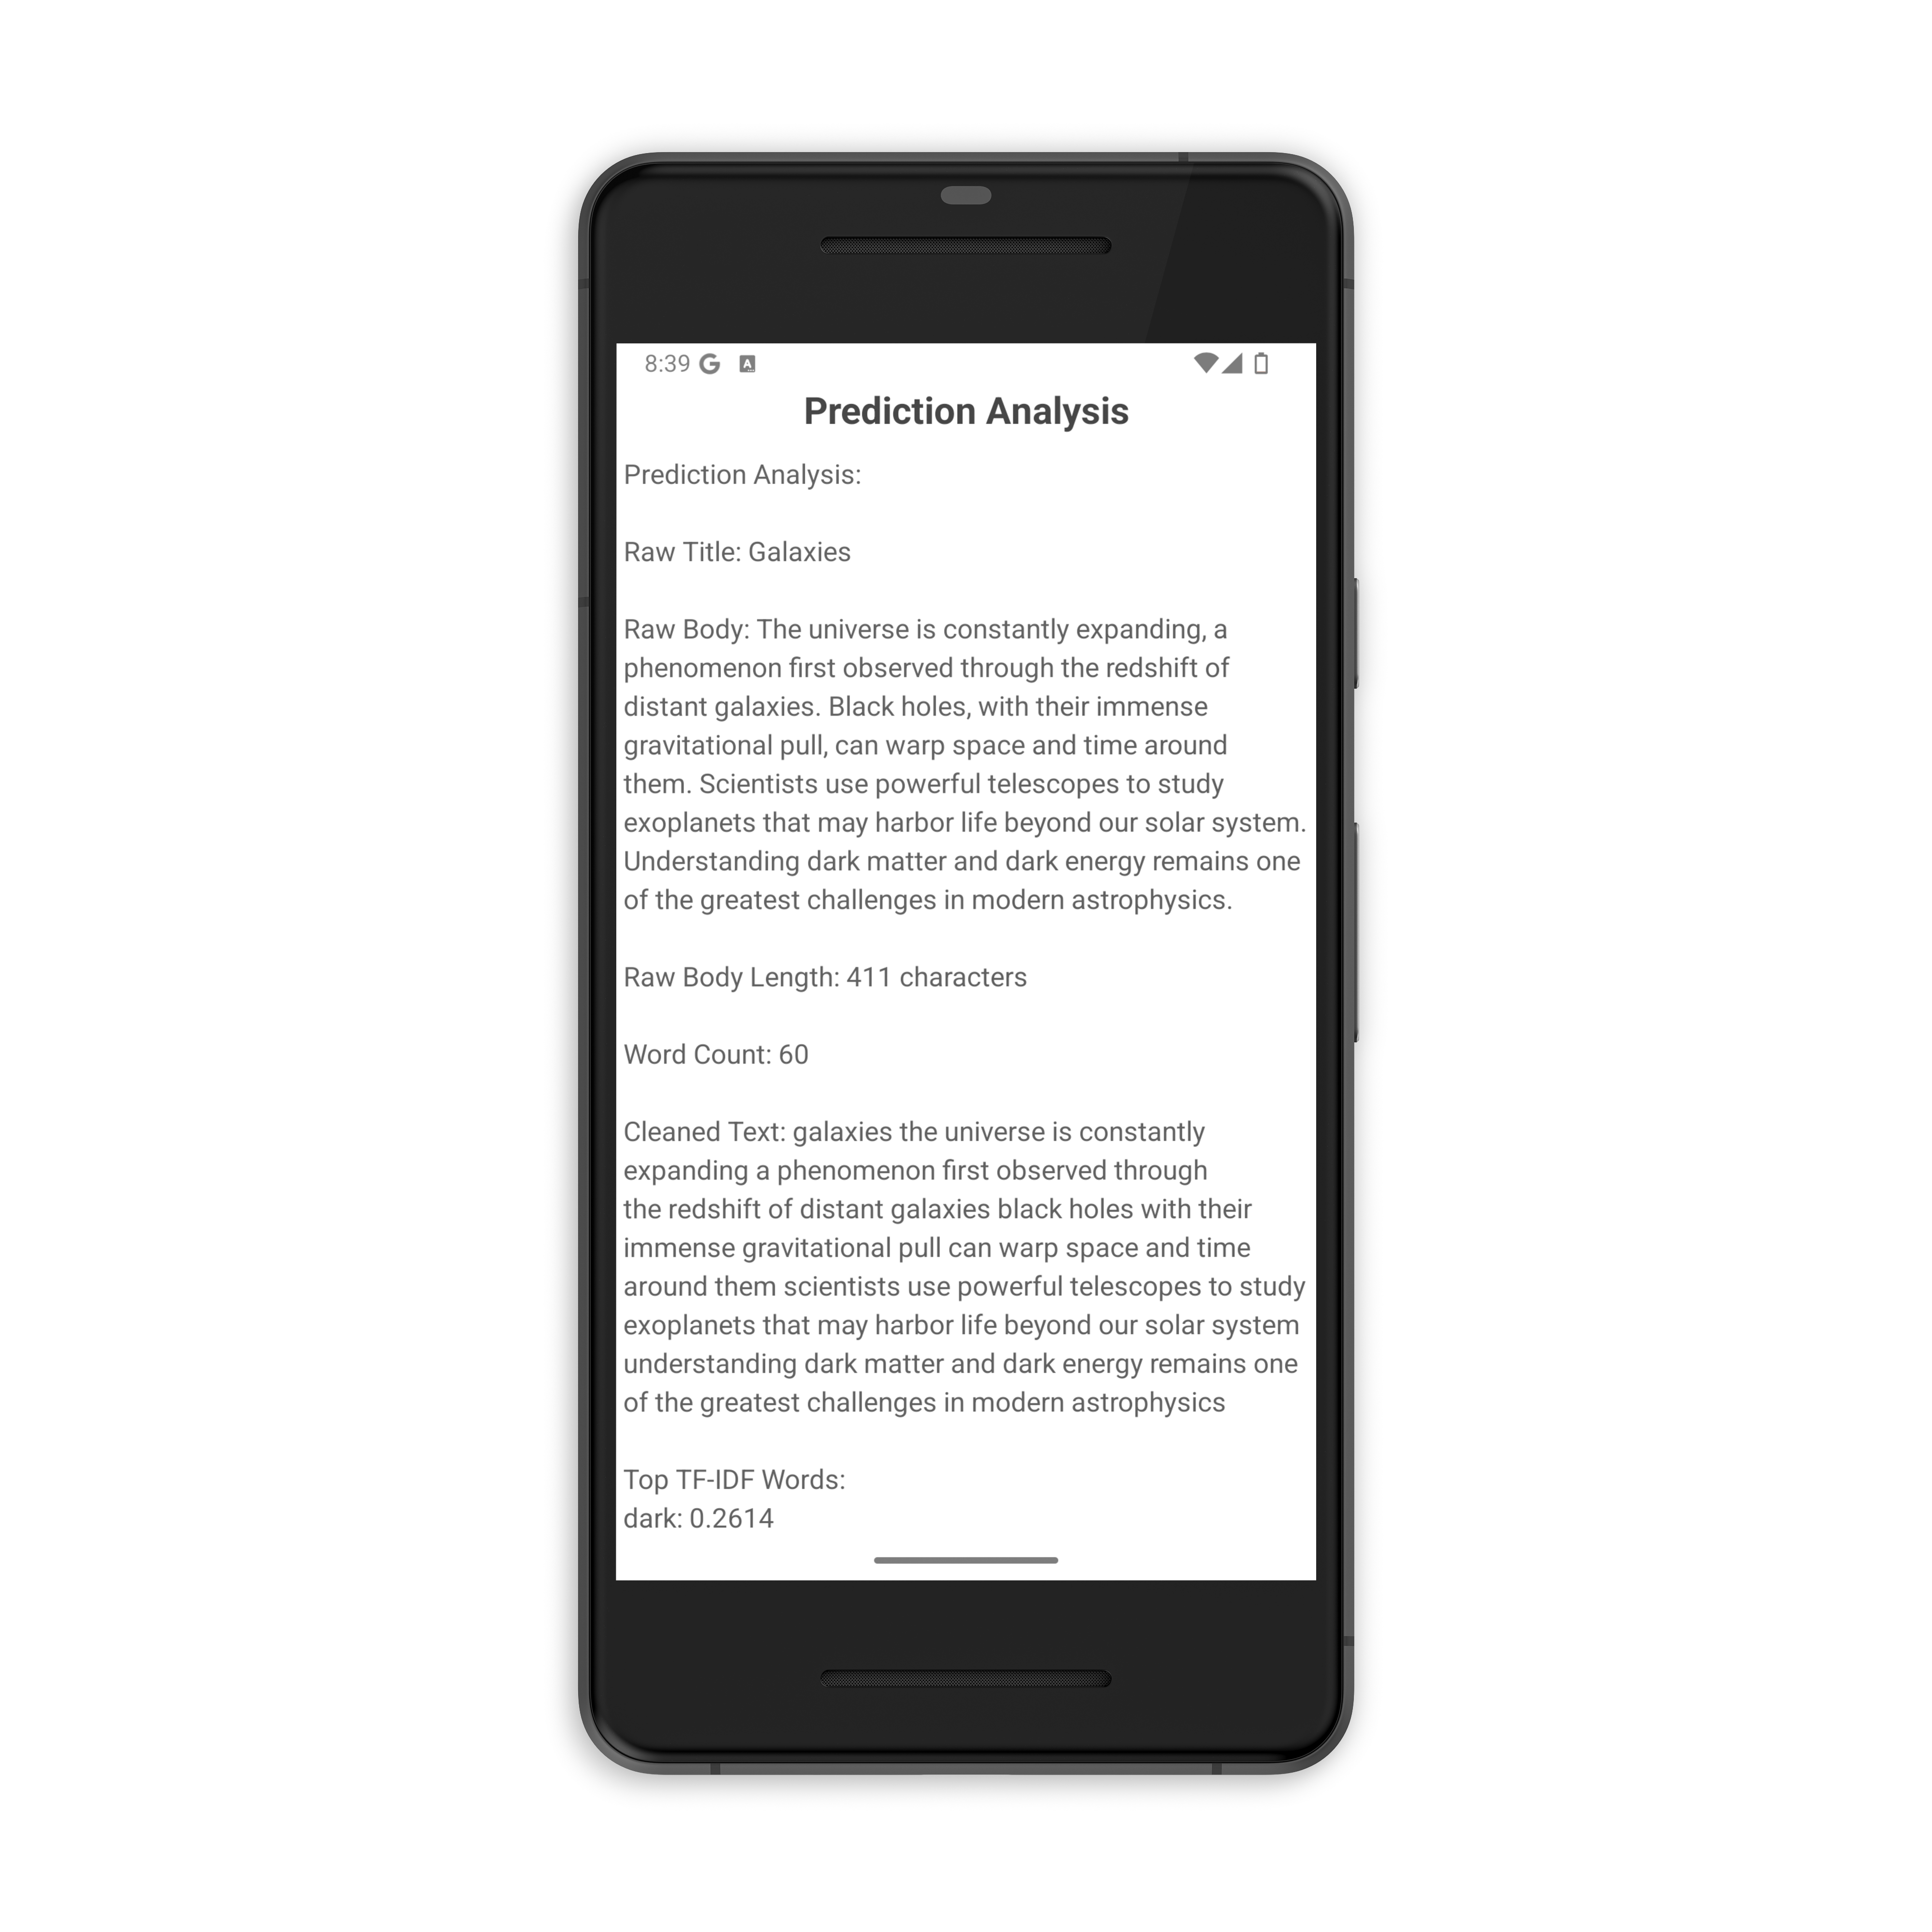 8:39 G A
Prediction Analysis
Prediction Analysis:
Raw Title: Galaxies
Raw Body: The universe is constantly expanding, a
phenomenon first observed through the redshift of
distant galaxies. Black holes, with their immense
gravitational pull, can warp space and time around
them. Scientists use powerful telescopes to study
exoplanets that may harbor life beyond our solar system.
Understanding dark matter and dark energy remains one
of the greatest challenges in modern astrophysics.
Raw Body Length: 411 characters
Word Count: 60
Cleaned Text: galaxies the universe is constantly
expanding a phenomenon first observed through
the redshift of distant galaxies black holes with their
immense gravitational pull can warp space and time
around them scientists use powerful telescopes to study
exoplanets that may harbor life beyond our solar system
understanding dark matter and dark energy remains one
of the greatest challenges in modern astrophysics
Top TF-IDF Words:
dark: 0.2614